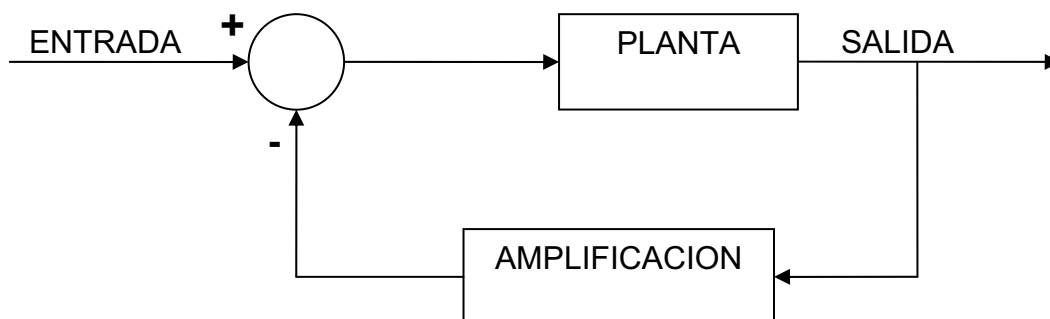 +
ENTRADA
PLANTA
SALIDA
-
AMPLIFICACION